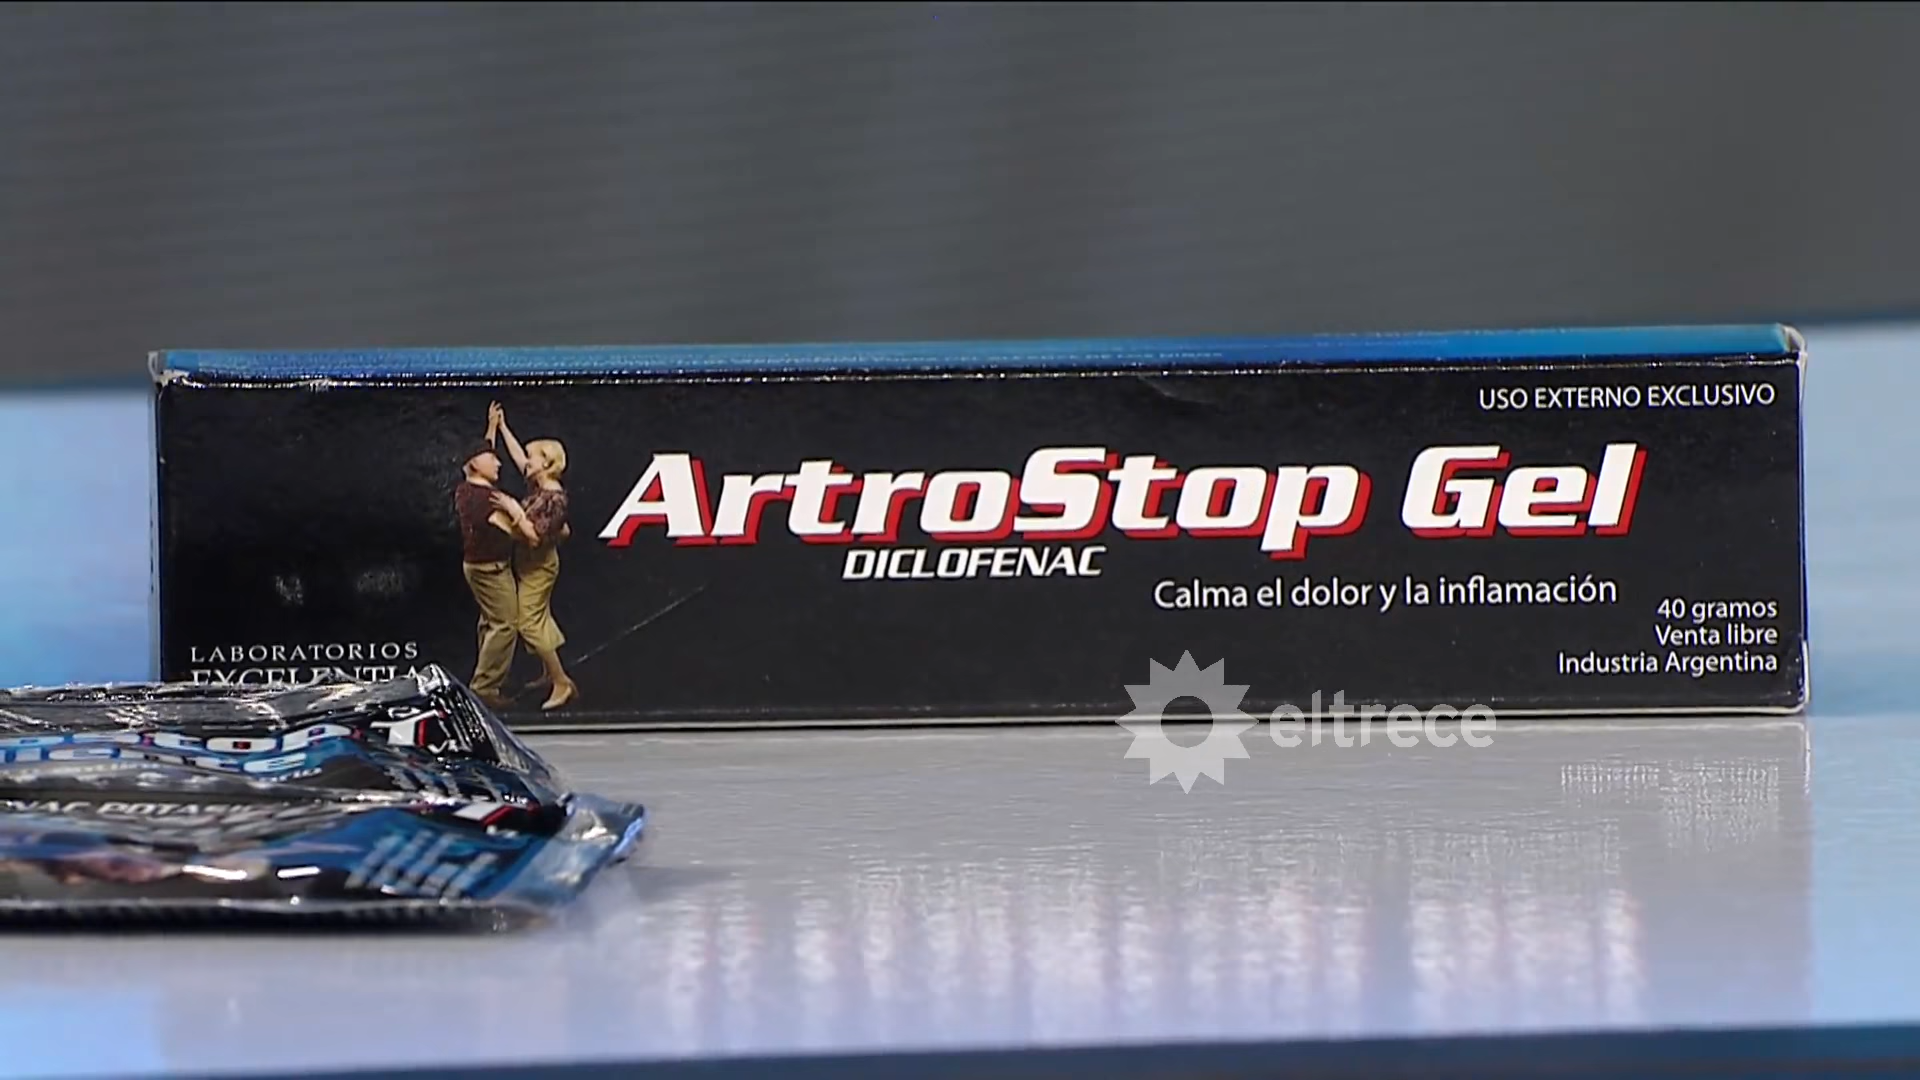 USO EXTERNO EXCLUSIVO
ArtroStop Gel
DICLOFENAC
Calma el dolor y la inflamación
40 gramos
Venta libre
Industria Argentina
LABORATORIOS
EXCELENTIA
eltrece